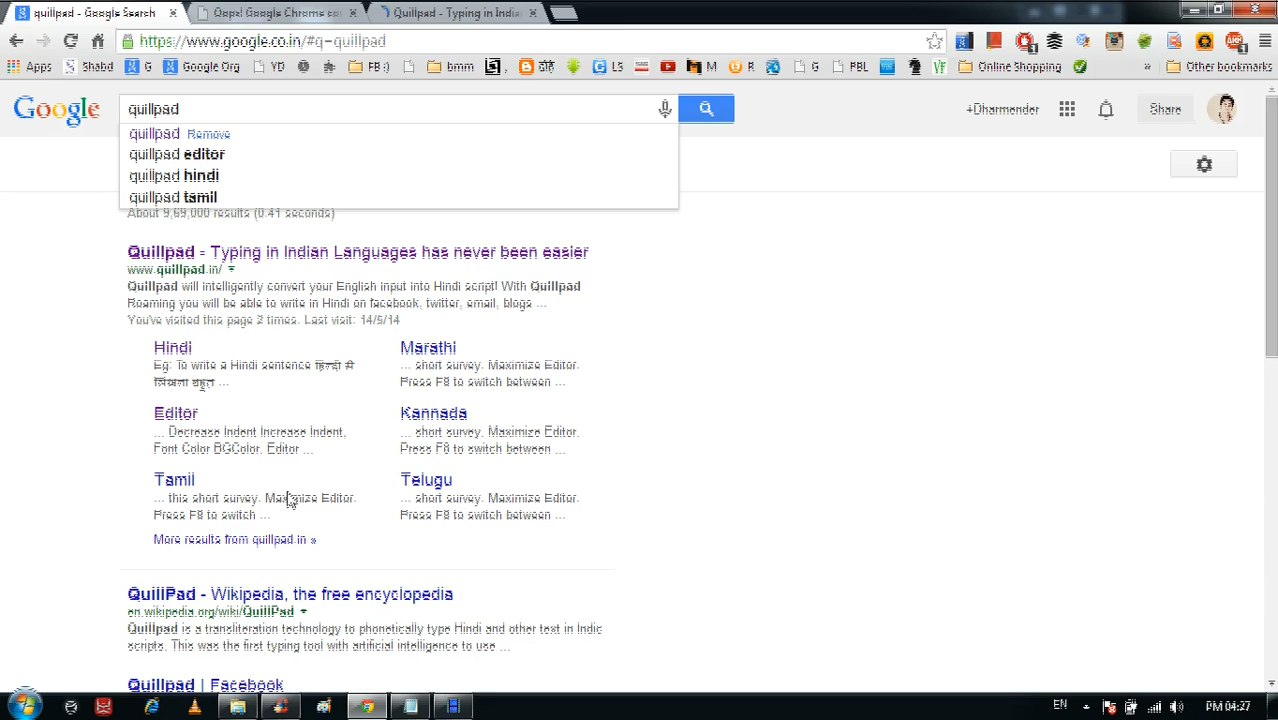 quillpad - Google Search
Oops! Google Chrome co
Quillpad - Typing in India
https://www.google.co.in/#q=quillpad
Apps Shabd G Google Org YD FB :) bmm G LS M R G PBL VF Online Shopping » Other bookmarks
Google
quillpad
+Dharmender
Share
quillpad Remove
quillpad editor
quillpad hindi
quillpad tamil
About 9,69,000 results (0.41 seconds)
Quillpad - Typing in Indian Languages has never been easier
www.quillpad.in/
Quillpad will intelligently convert your English input into Hindi script! With Quillpad
Roaming you will be able to write in Hindi on facebook, twitter, email, blogs ...
You've visited this page 2 times. Last visit: 14/5/14
Hindi
Eg: To write a Hindi sentence हिन्दी में
लिखना बहुत ...
Marathi
... short survey. Maximize Editor.
Press F8 to switch between ...
Editor
... Decrease Indent Increase Indent,
Font Color BGColor. Editor ...
Kannada
... short survey. Maximize Editor.
Press F8 to switch between ...
Tamil
... this short survey. Maximize Editor.
Press F8 to switch ...
Telugu
... short survey. Maximize Editor.
Press F8 to switch between ...
More results from quillpad.in »
QuillPad - Wikipedia, the free encyclopedia
en.wikipedia.org/wiki/QuillPad
Quillpad is a transliteration technology to phonetically type Hindi and other text in Indic
scripts. This was the first typing tool with artificial intelligence to use ...
Quillpad | Facebook
EN
PM 04:27